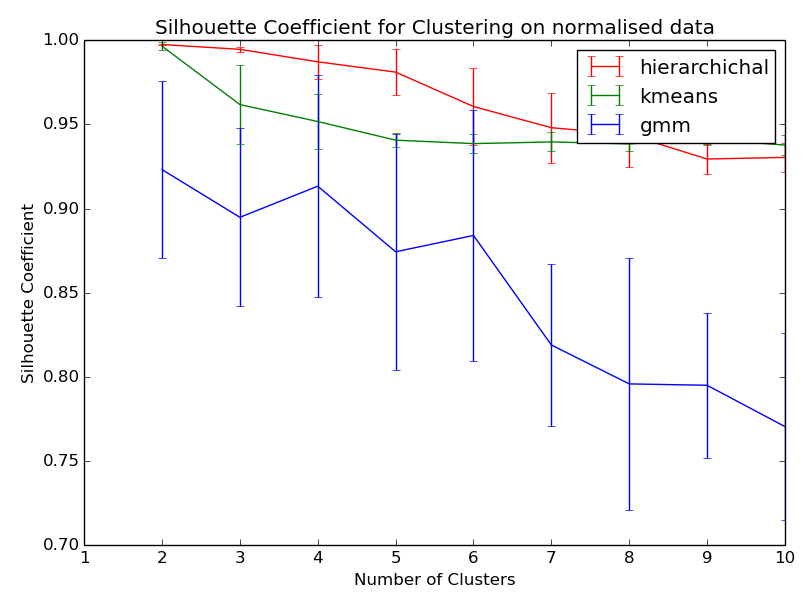 Silhouette Coefficient for Clustering on normalised data
1.00
0.95
0.90
0.85
0.80
0.75
0.70
Silhouette Coefficient
hierarchichal
kmeans
gmm
1 2 3 4 5 6 7 8 9 10
Number of Clusters